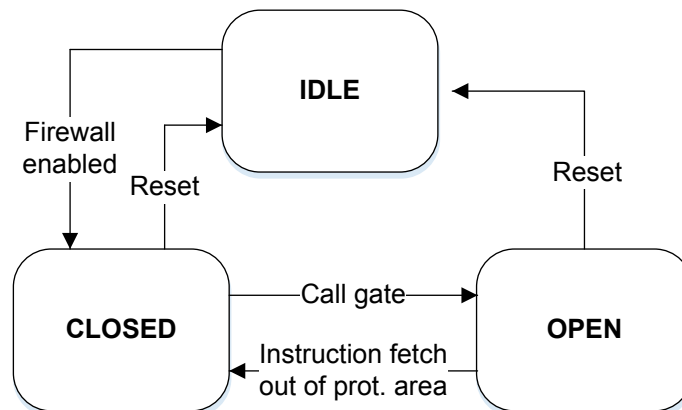 IDLE
Firewall
enabled
Reset
Reset
CLOSED
Call gate
OPEN
Instruction fetch
out of prot. area